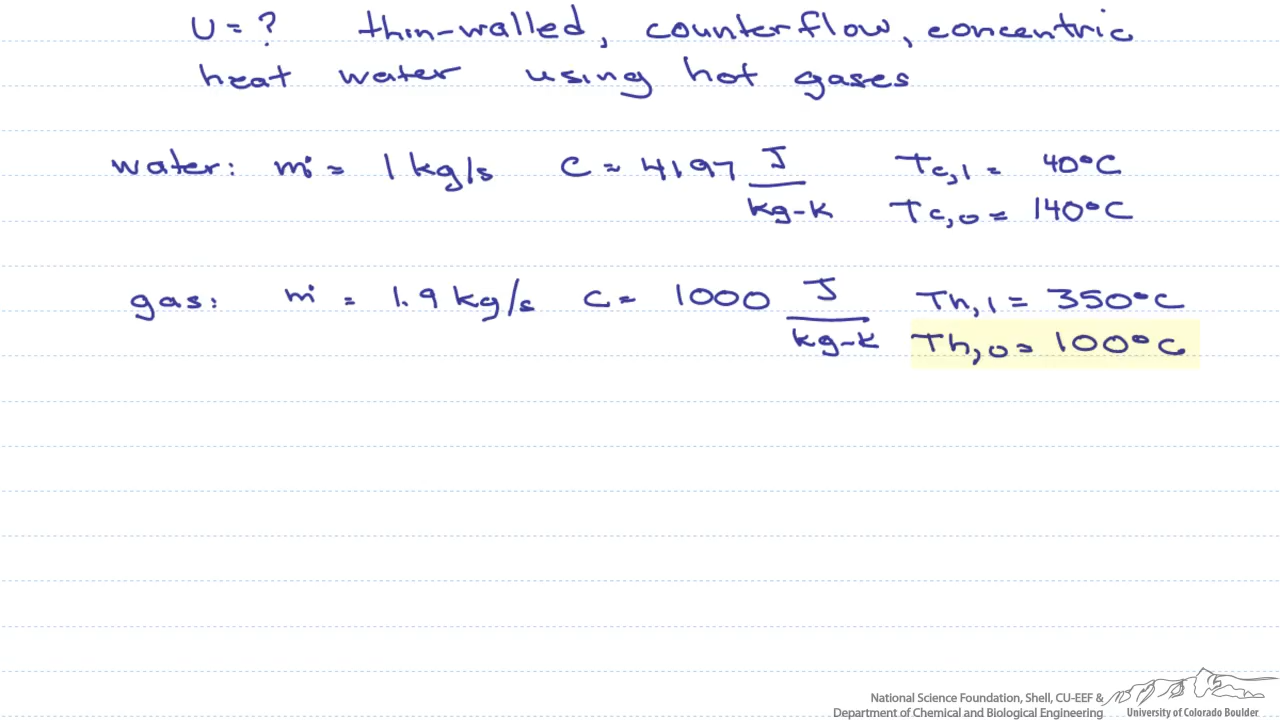 U = ? thin-walled, counterflow, concentric
heat water using hot gases
water: ṁ = 1 kg/s C = 4197 J/kg-K Tc,i = 40°C
Tc,o = 140°C
gas: ṁ = 1.9 kg/s C = 1000 J/kg-K Th,i = 350°C
Th,o = 100°C
National Science Foundation, Shell, CU-EEF &
Department of Chemical and Biological Engineering
University of Colorado Boulder